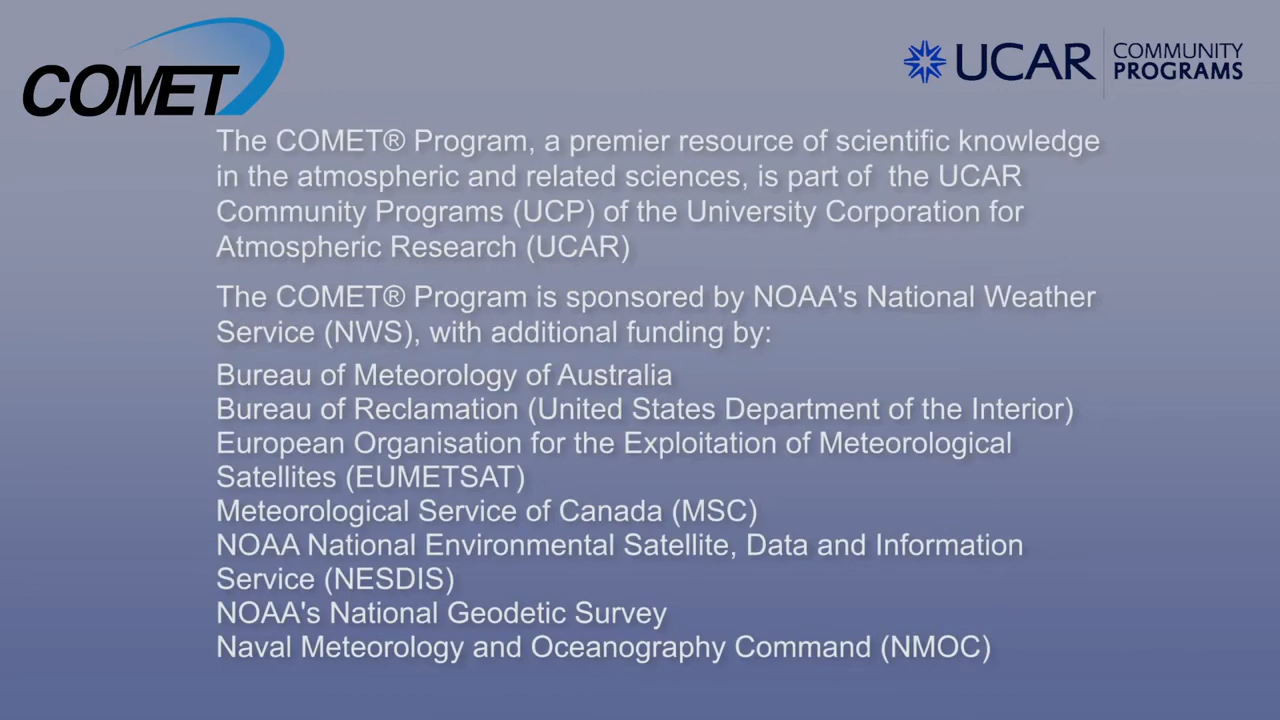 COMET
UCAR
COMMUNITY
PROGRAMS
The COMET® Program, a premier resource of scientific knowledge
in the atmospheric and related sciences, is part of  the UCAR
Community Programs (UCP) of the University Corporation for
Atmospheric Research (UCAR)
The COMET® Program is sponsored by NOAA's National Weather
Service (NWS), with additional funding by:
Bureau of Meteorology of Australia
Bureau of Reclamation (United States Department of the Interior)
European Organisation for the Exploitation of Meteorological
Satellites (EUMETSAT)
Meteorological Service of Canada (MSC)
NOAA National Environmental Satellite, Data and Information
Service (NESDIS)
NOAA's National Geodetic Survey
Naval Meteorology and Oceanography Command (NMOC)